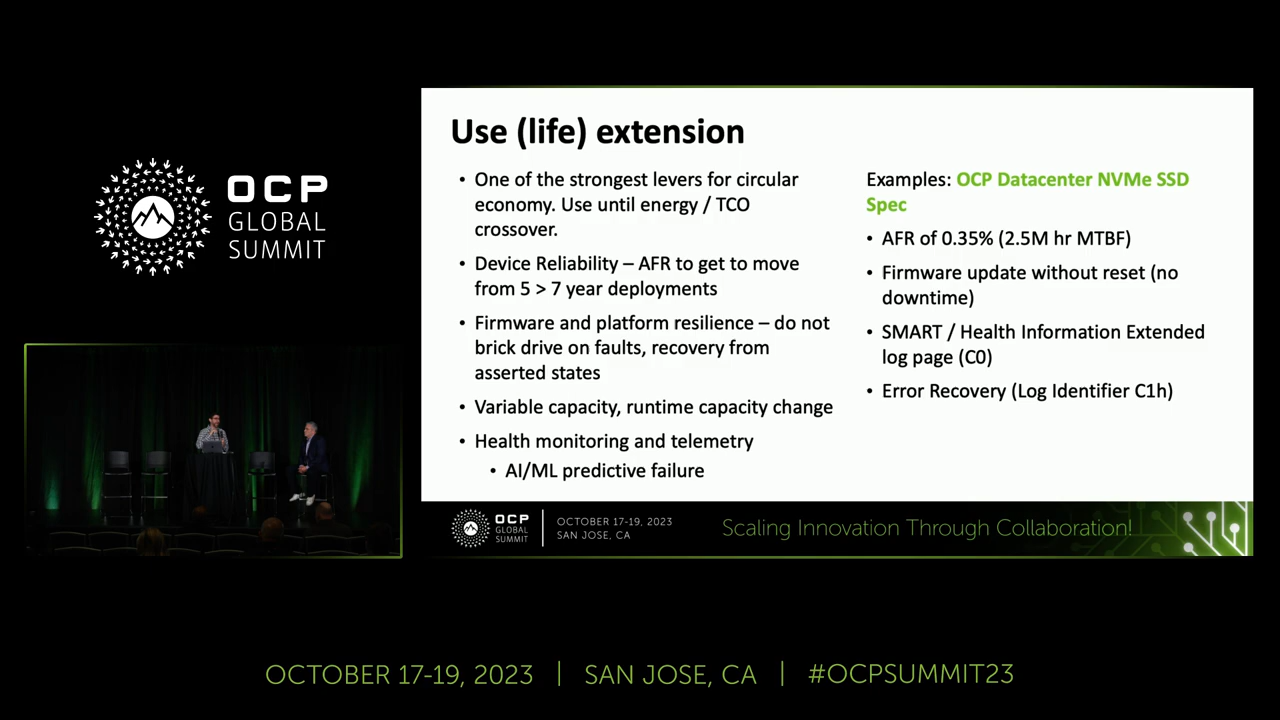 OCP
GLOBAL
SUMMIT
Use (life) extension
• One of the strongest levers for circular
economy. Use until energy / TCO
crossover.
• Device Reliability – AFR to get to move
from 5 > 7 year deployments
• Firmware and platform resilience – do not
brick drive on faults, recovery from
asserted states
• Variable capacity, runtime capacity change
• Health monitoring and telemetry
• AI/ML predictive failure
Examples: OCP Datacenter NVMe SSD
Spec
• AFR of 0.35% (2.5M hr MTBF)
• Firmware update without reset (no
downtime)
• SMART / Health Information Extended
log page (C0)
• Error Recovery (Log Identifier C1h)
OCP
GLOBAL
SUMMIT
OCTOBER 17-19, 2023
SAN JOSE, CA
Scaling Innovation Through Collaboration!
OCTOBER 17-19, 2023 | SAN JOSE, CA | #OCPSUMMIT23